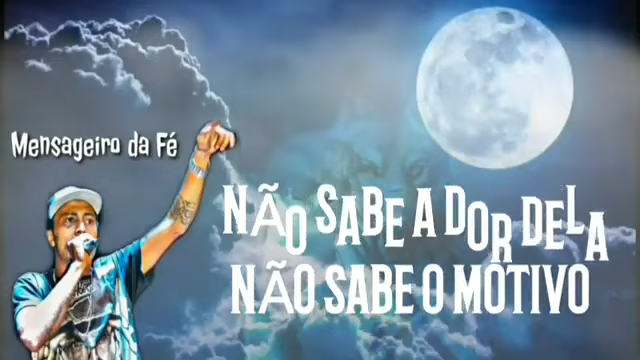 Mensageiro da Fé
NÃO SABE A DOR DELA
NÃO SABE O MOTIVO